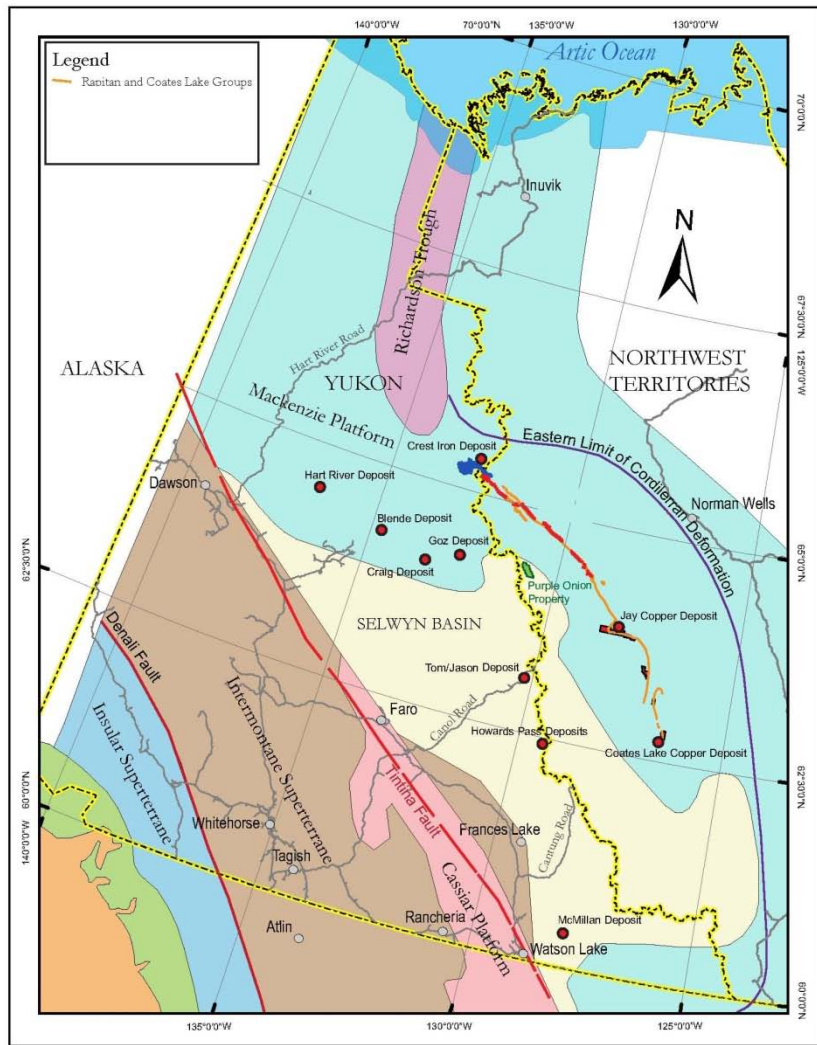 140°0'0"W
70°0'0"N
135°0'0"W
130°0'0"W
Legend
Rapitan and Coates Lake Groups
Artic Ocean
70°0'0"N
Inuvik
N
Richardson Trough
67°30'0"N
Hart River Road
125°0'0"W
ALASKA
YUKON
NORTHWEST
TERRITORIES
Mackenzie Platform
Eastern Limit of Cordilleran Deformation
Crest Iron Deposit
Dawson
Hart River Deposit
Norman Wells
Blende Deposit
Goz Deposit
Craig Deposit
65°0'0"N
62°30'0"N
Purple Onion
Property
SELWYN BASIN
Jay Copper Deposit
Denali Fault
Tom/Jason Deposit
Intermontane Superterrane
Insular Superterrane
Faro
Canol Road
Howards Pass Deposits
Coates Lake Copper Deposit
Tintina Fault
62°30'0"N
60°0'0"N
140°0'0"W
Whitehorse
Frances Lake
Cantung Road
Tagish
Cassiar Platform
Atlin
Rancheria
McMillan Deposit
Watson Lake
60°0'0"N
135°0'0"W
130°0'0"W
125°0'0"W